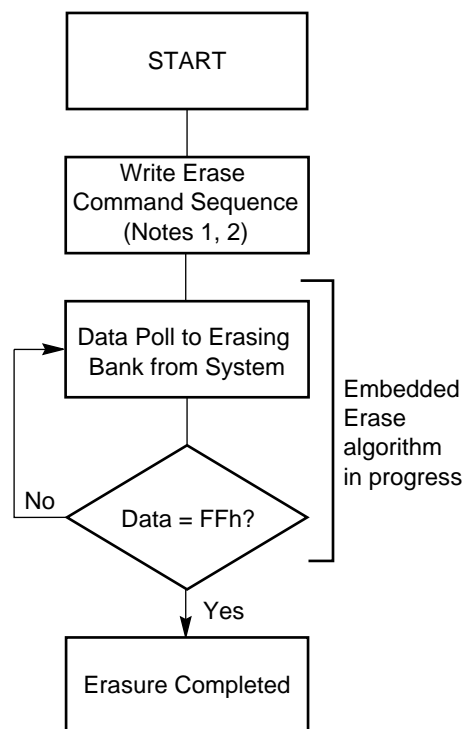 START
Write Erase
Command Sequence
(Notes 1, 2)
Data Poll to Erasing
Bank from System
Embedded
Erase
algorithm
in progress
No
Data = FFh?
Yes
Erasure Completed